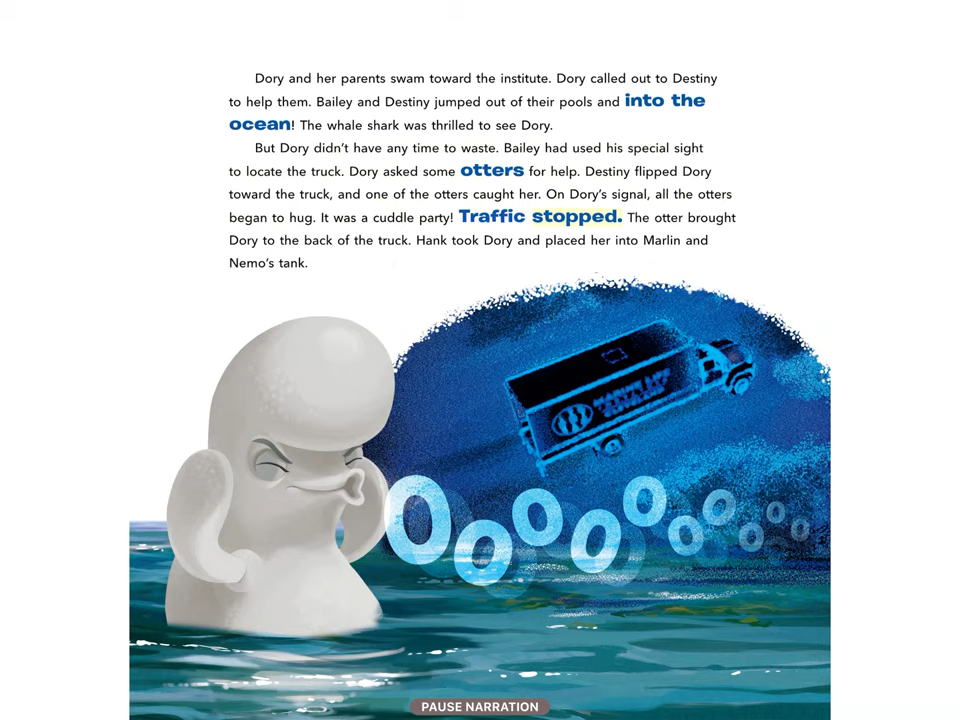 Dory and her parents swam toward the institute. Dory called out to Destiny
to help them. Bailey and Destiny jumped out of their pools and into the
ocean! The whale shark was thrilled to see Dory.
But Dory didn't have any time to waste. Bailey had used his special sight
to locate the truck. Dory asked some otters for help. Destiny flipped Dory
toward the truck, and one of the otters caught her. On Dory's signal, all the otters
began to hug. It was a cuddle party! Traffic stopped. The otter brought
Dory to the back of the truck. Hank took Dory and placed her into Marlin and
Nemo's tank.
OoOOOooooo
PAUSE NARRATION